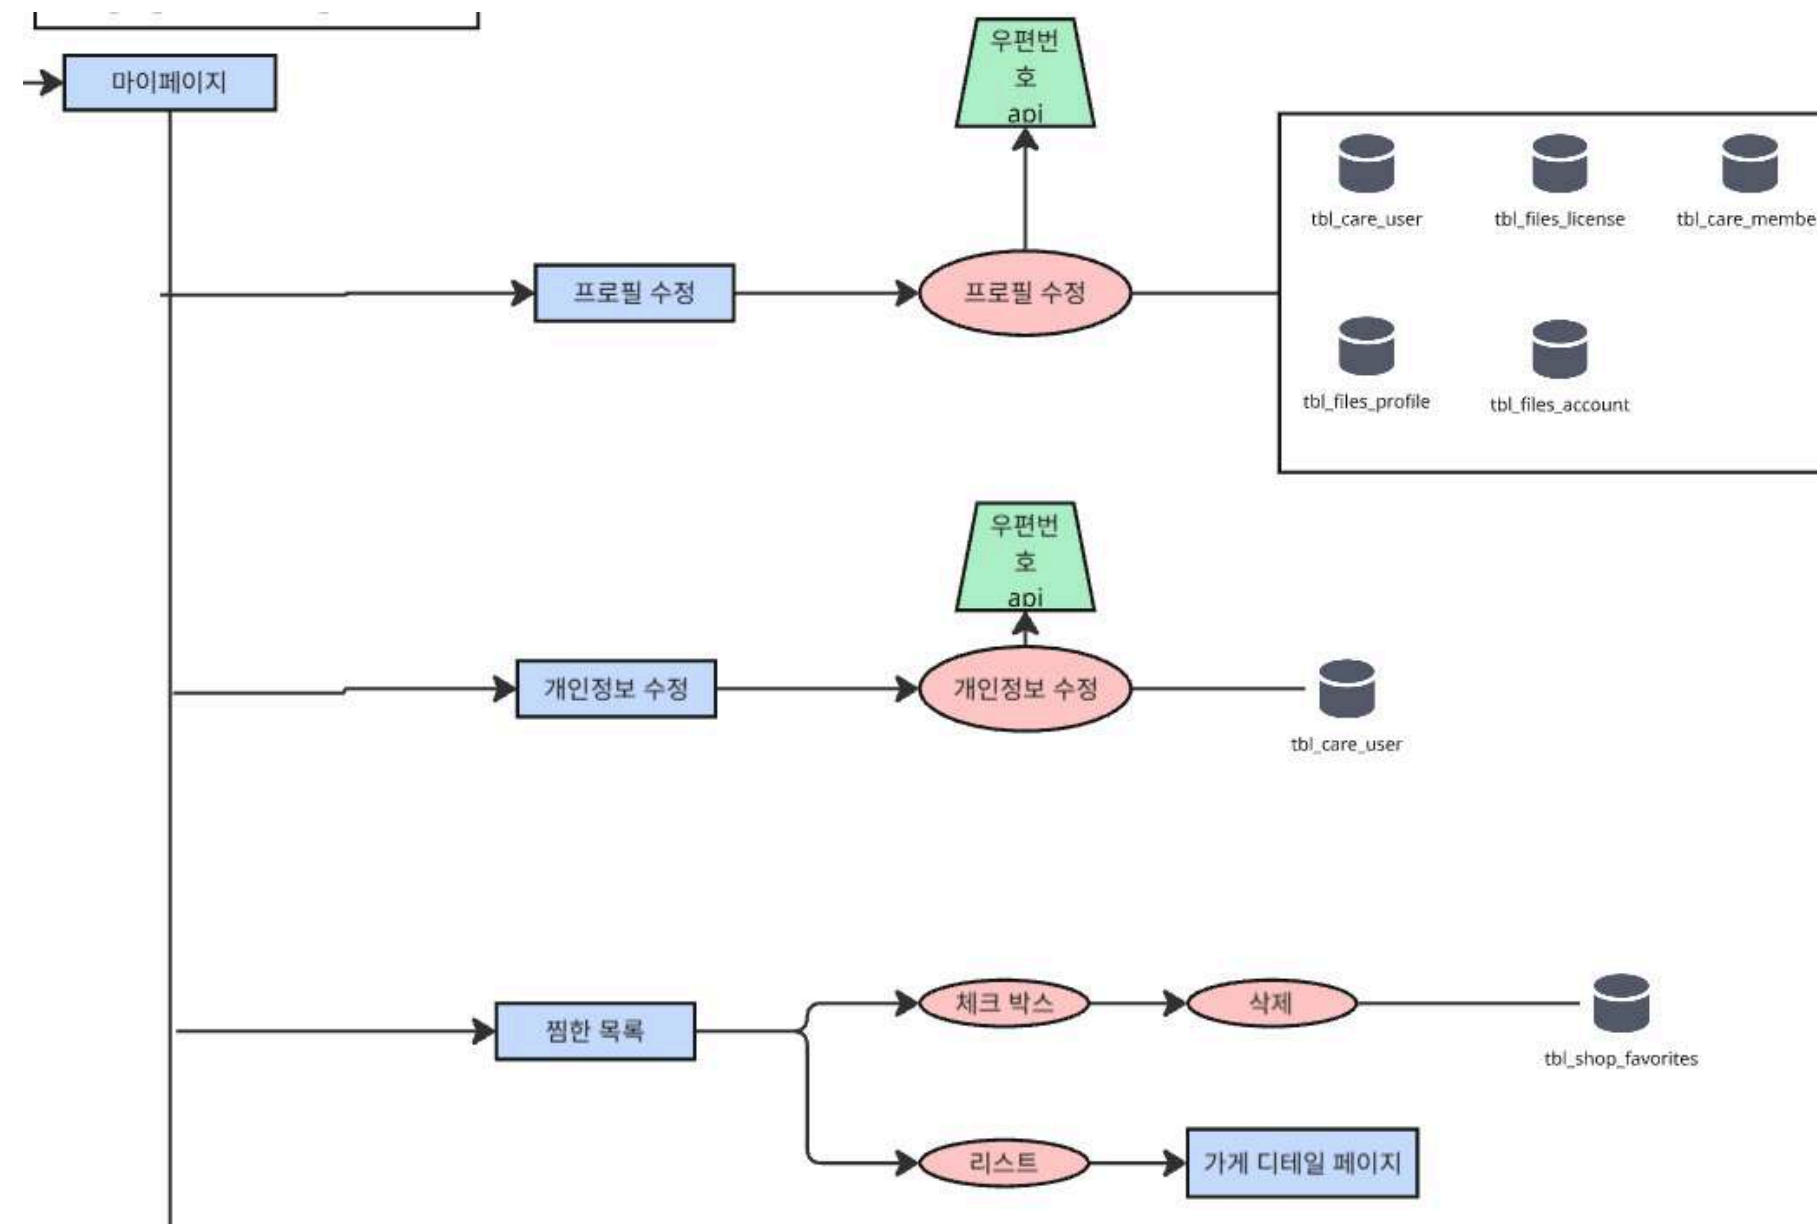 마이페이지
우편번
호
api
tbl_care_user
tbl_files_license
tbl_care_membe
프로필 수정
프로필 수정
tbl_files_profile
tbl_files_account
우편번
호
api
개인정보 수정
개인정보 수정
tbl_care_user
찜한 목록
체크 박스
삭제
tbl_shop_favorites
리스트
가게 디테일 페이지